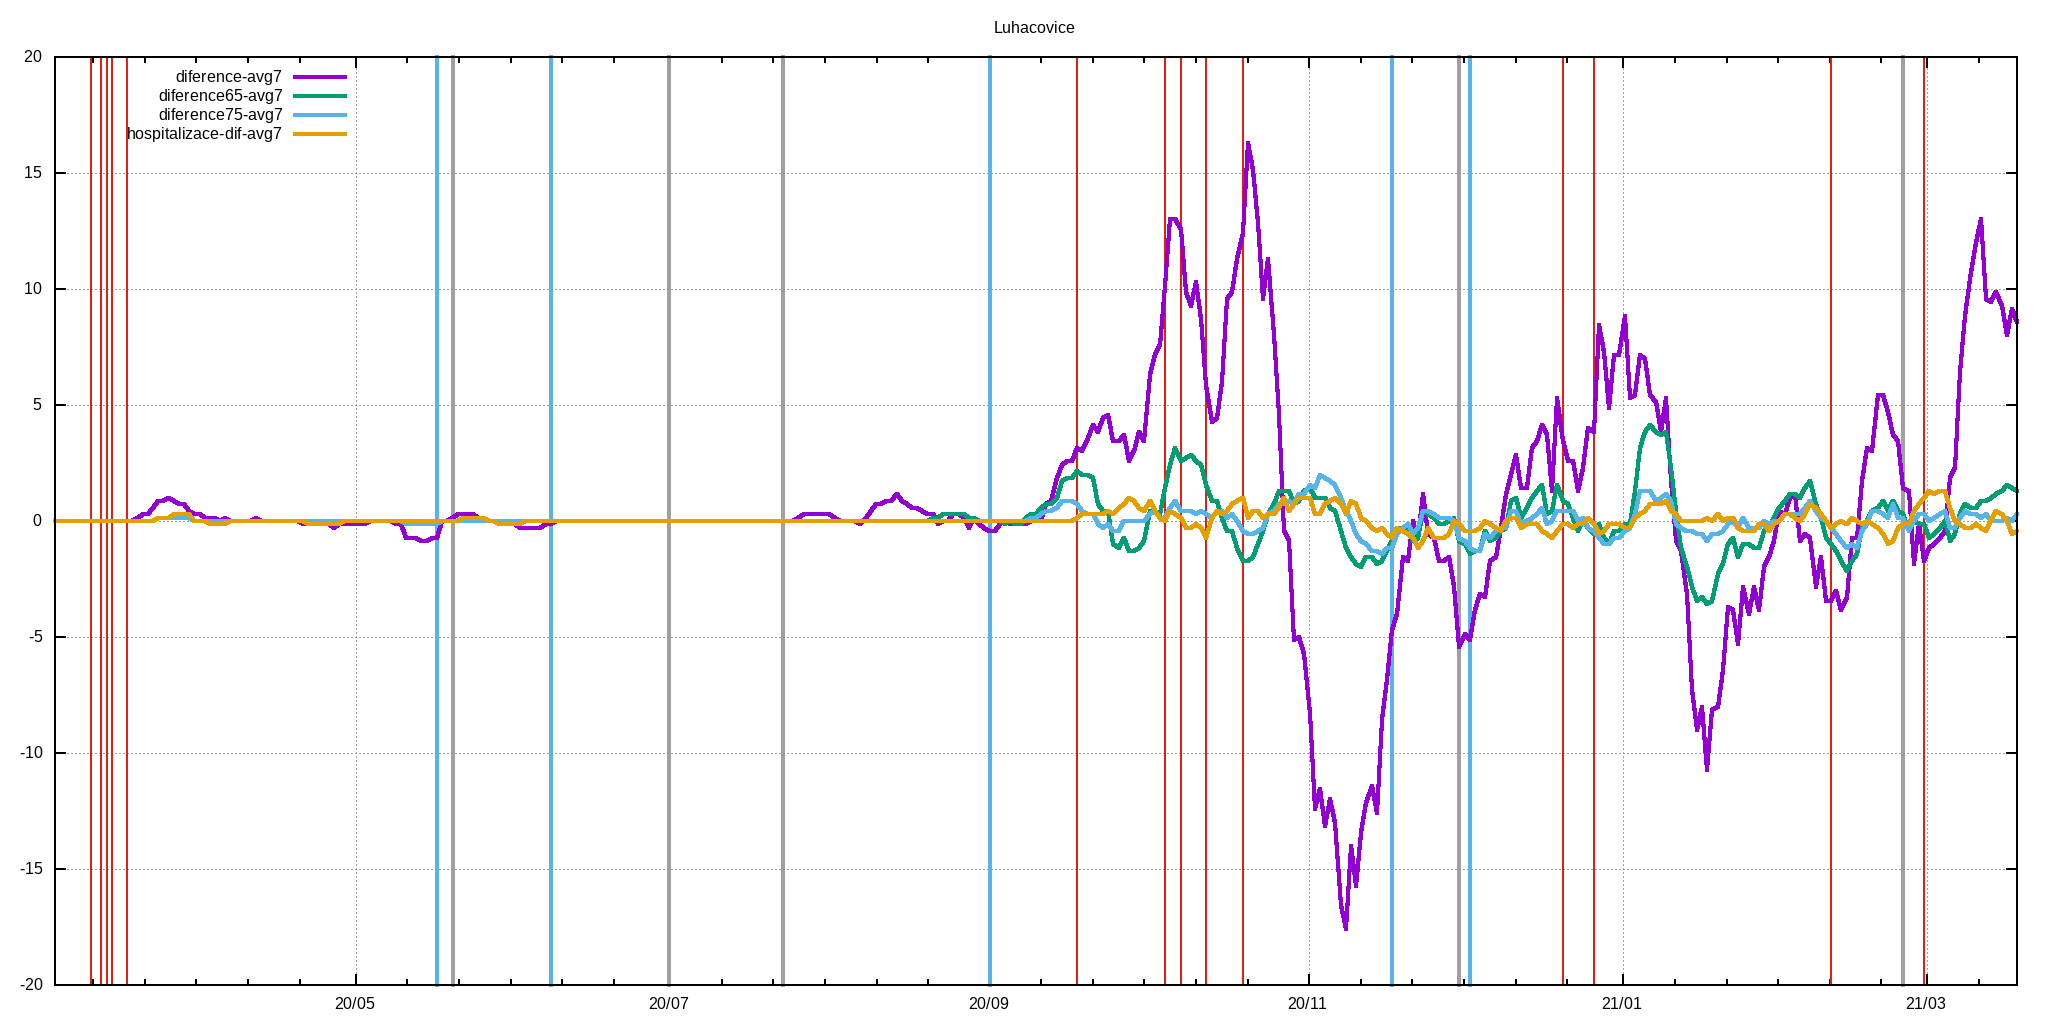 Luhacovice
20
15
10
5
0
-5
-10
-15
-20
diference-avg7
diference65-avg7
diference75-avg7
hospitalizace-dif-avg7
20/05 20/07 20/09 20/11 21/01 21/03